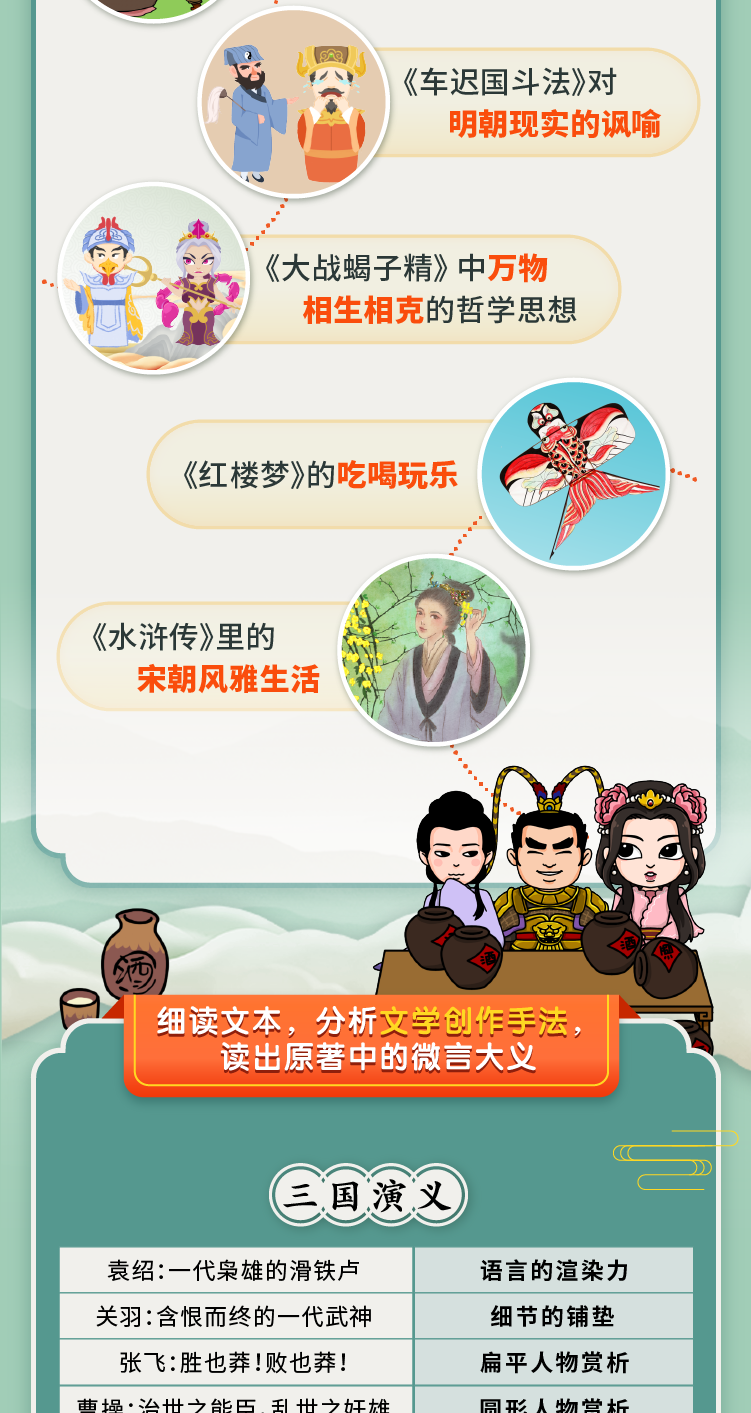 《车迟国斗法》对
明朝现实的讽喻
《大战蝎子精》中万物
相生相克的哲学思想
《红楼梦》的吃喝玩乐
《水浒传》里的
宋朝风雅生活
酒
酒
细读文本，分析文学创作手法，
读出原著中的微言大义
三国演义
袁绍：一代枭雄的滑铁卢
语言的渲染力
关羽：含恨而终的一代武神
细节的铺垫
张飞：胜也莽！败也莽！
扁平人物赏析
曹操：治世之能臣，乱世之奸雄
圆形人物赏析